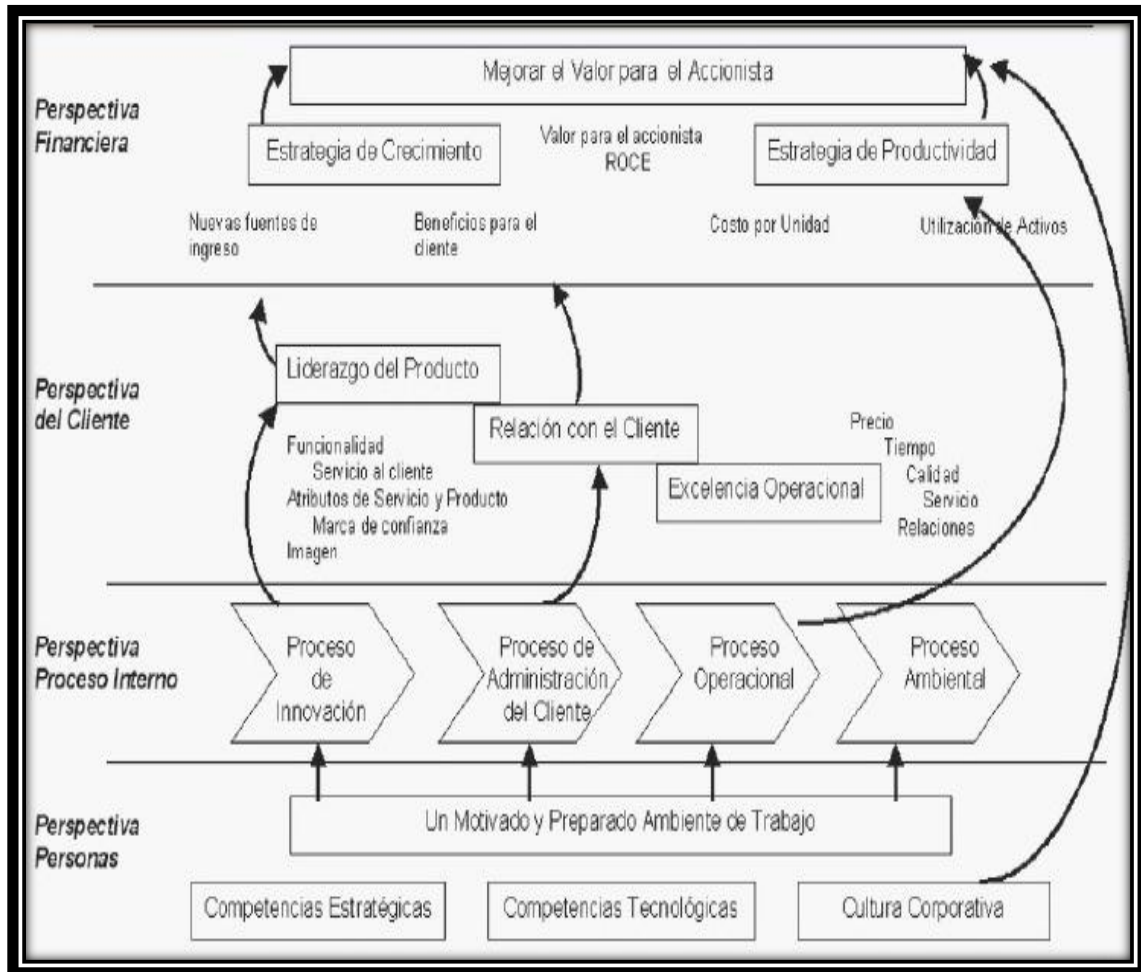 Mejorar el Valor para el Accionista
Perspectiva
Financiera
Estrategia de Crecimiento
Valor para el accionista
ROCE
Estrategia de Productividad
Nuevas fuentes de
ingreso
Beneficios para el
cliente
Costo por Unidad
Utilización de Activos
Perspectiva
del Cliente
Liderazgo del Producto
Relación con el Cliente
Excelencia Operacional
Funcionalidad
Servicio al cliente
Atributos de Servicio y Producto
Marca de confianza
Imagen
Precio
Tiempo
Calidad
Servicio
Relaciones
Perspectiva
Proceso Interno
Proceso
de
Innovación
Proceso de
Administración
del Cliente
Proceso
Operacional
Proceso
Ambiental
Perspectiva
Personas
Un Motivado y Preparado Ambiente de Trabajo
Competencias Estratégicas
Competencias Tecnológicas
Cultura Corporativa